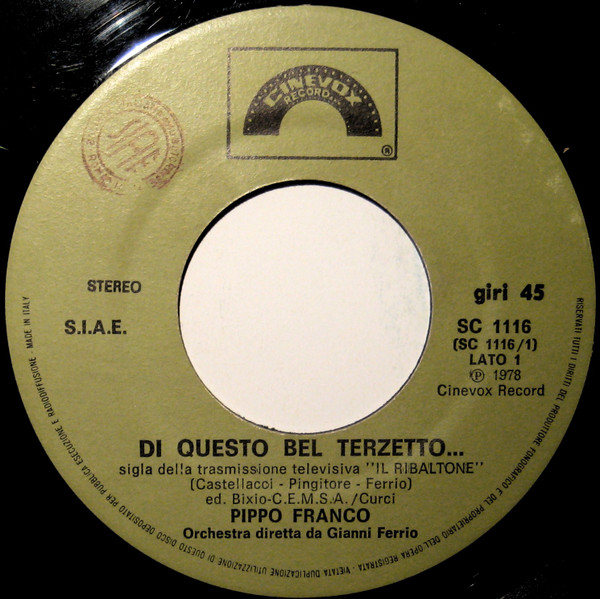 CINEVOX
RECORD
®
SIAE
STEREO
S.I.A.E.
giri 45
SC 1116
(SC 1116/1)
LATO 1
Ⓟ 1978
Cinevox Record
DI QUESTO BEL TERZETTO...
sigla della trasmissione televisiva "IL RIBALTONE"
(Castellacci - Pingitore - Ferrio)
ed. Bixio-C.E.M.S.A./Curci
PIPPO FRANCO
Orchestra diretta da Gianni Ferrio
RISERVATI TUTTI I DIRITTI DEL PRODUTTORE FONOGRAFICO E DEL PROPRIETARIO DELL'OPERA REGISTRATA - VIETATA DUPLICAZIONE UTILIZZAZIONE DI QUESTO DISCO DEPOSITATO PER PUBBLICA ESECUZIONE E RADIODIFFUSIONE - MADE IN ITALY